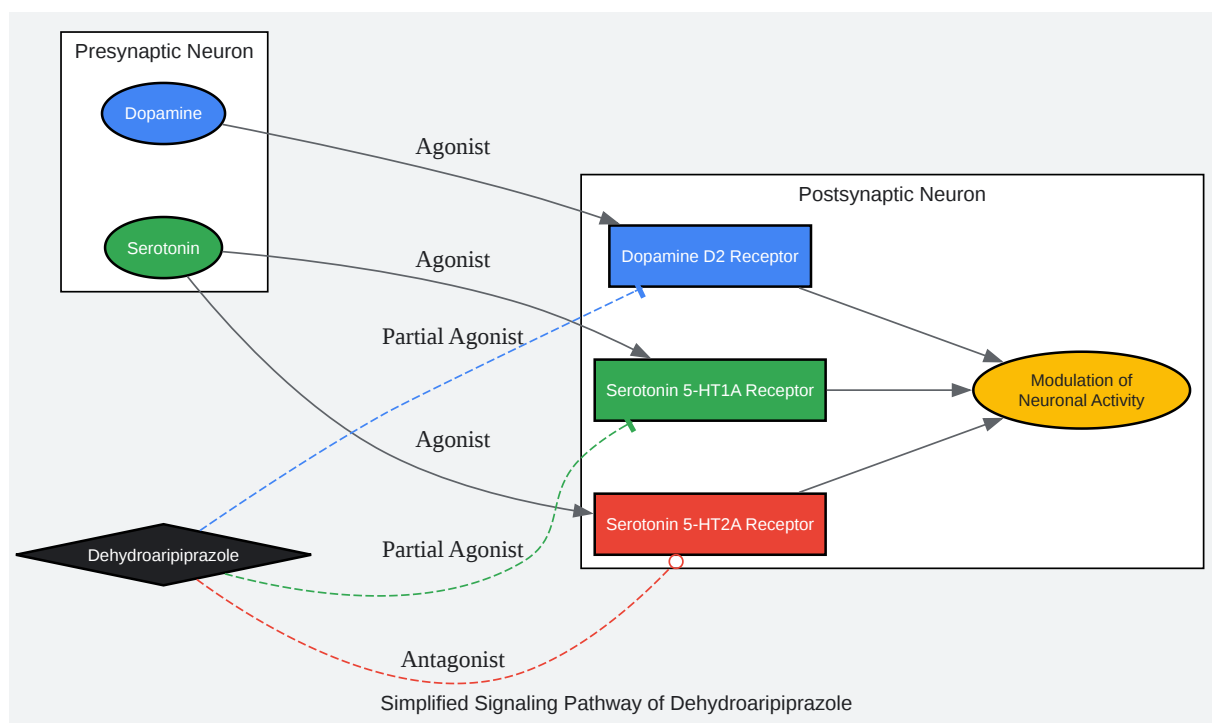 Presynaptic Neuron
Dopamine
Agonist
Postsynaptic Neuron
Serotonin
Agonist
Dopamine D2 Receptor
Partial Agonist
Serotonin 5-HT1A Receptor
Modulation of
Neuronal Activity
Agonist
Serotonin 5-HT2A Receptor
Dehydroaripiprazole
Partial Agonist
Antagonist
Simplified Signaling Pathway of Dehydroaripiprazole